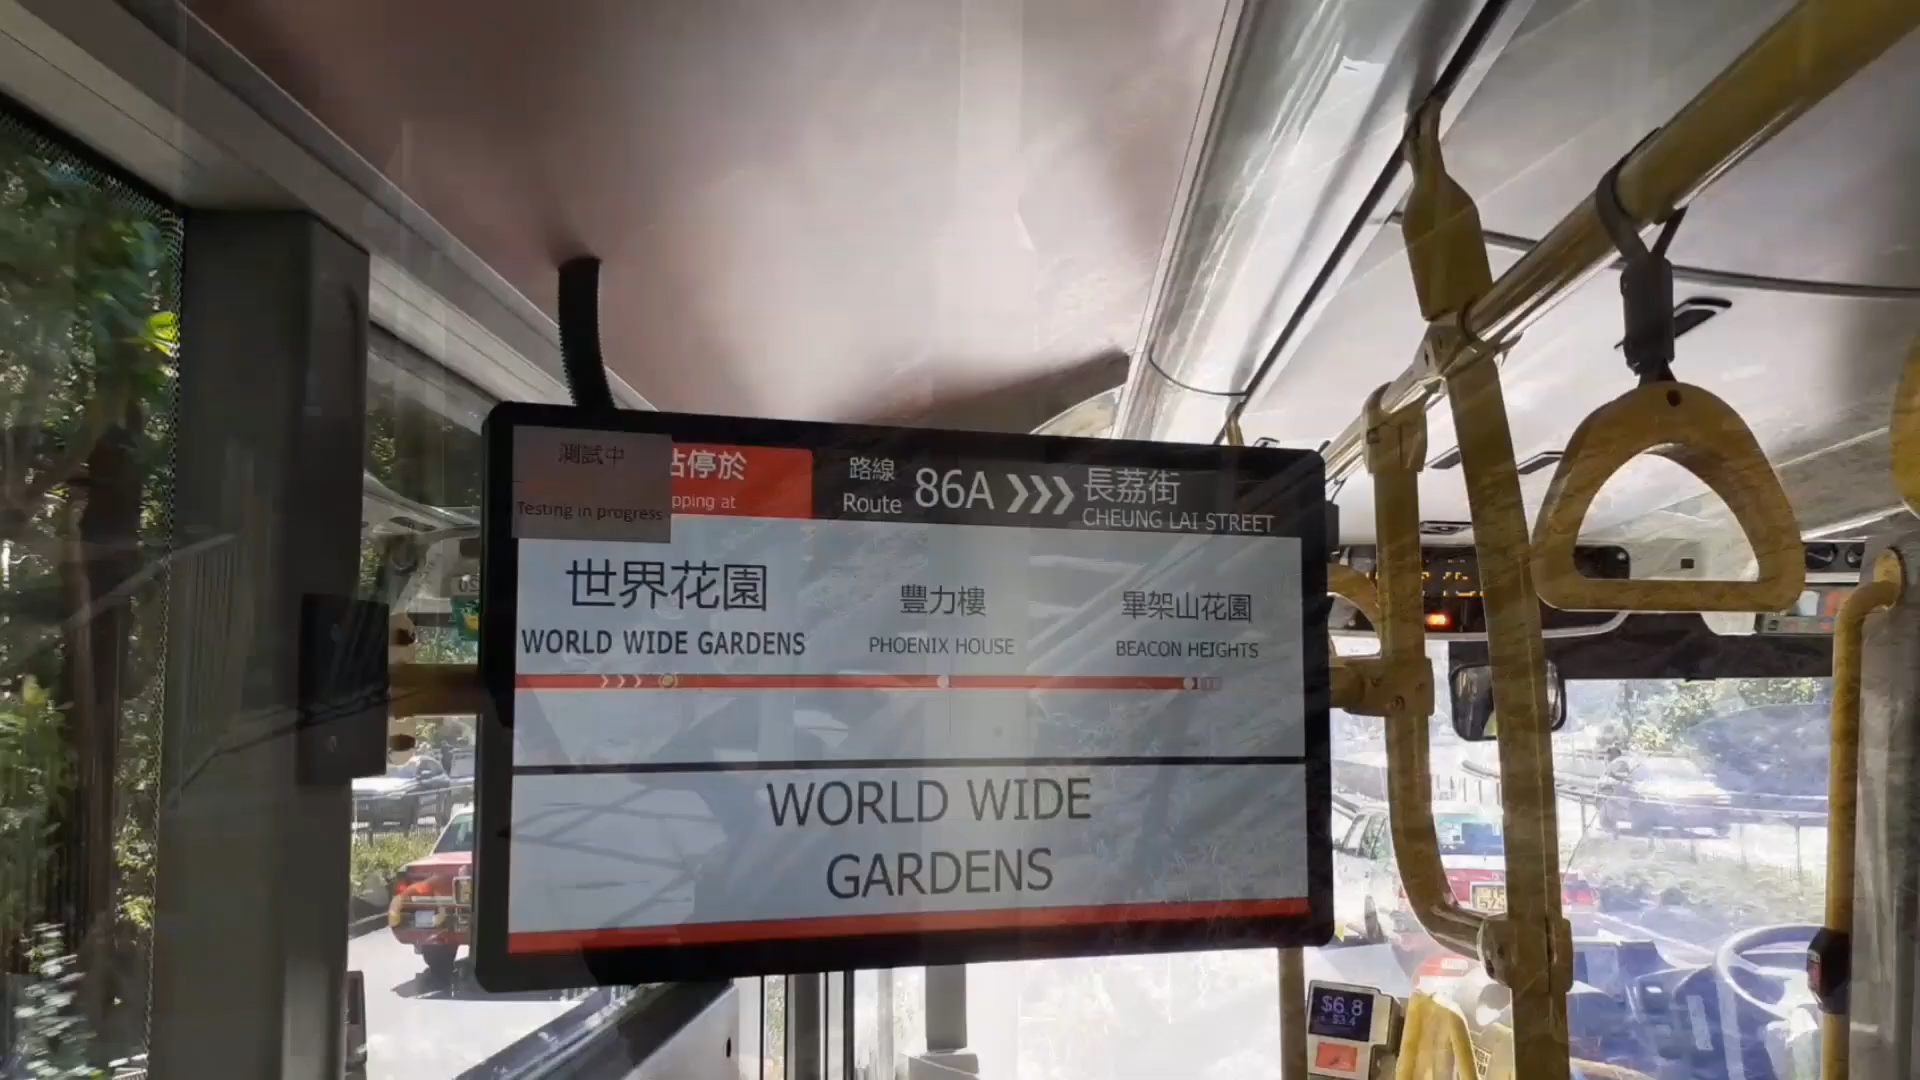 測試中
Testing in progress
站停於
pping at
路線
Route
86A
長荔街
CHEUNG LAI STREET
世界花園
WORLD WIDE GARDENS
豐力樓
PHOENIX HOUSE
畢架山花園
BEACON HEIGHTS
WORLD WIDE
GARDENS
$6.8
$3.4